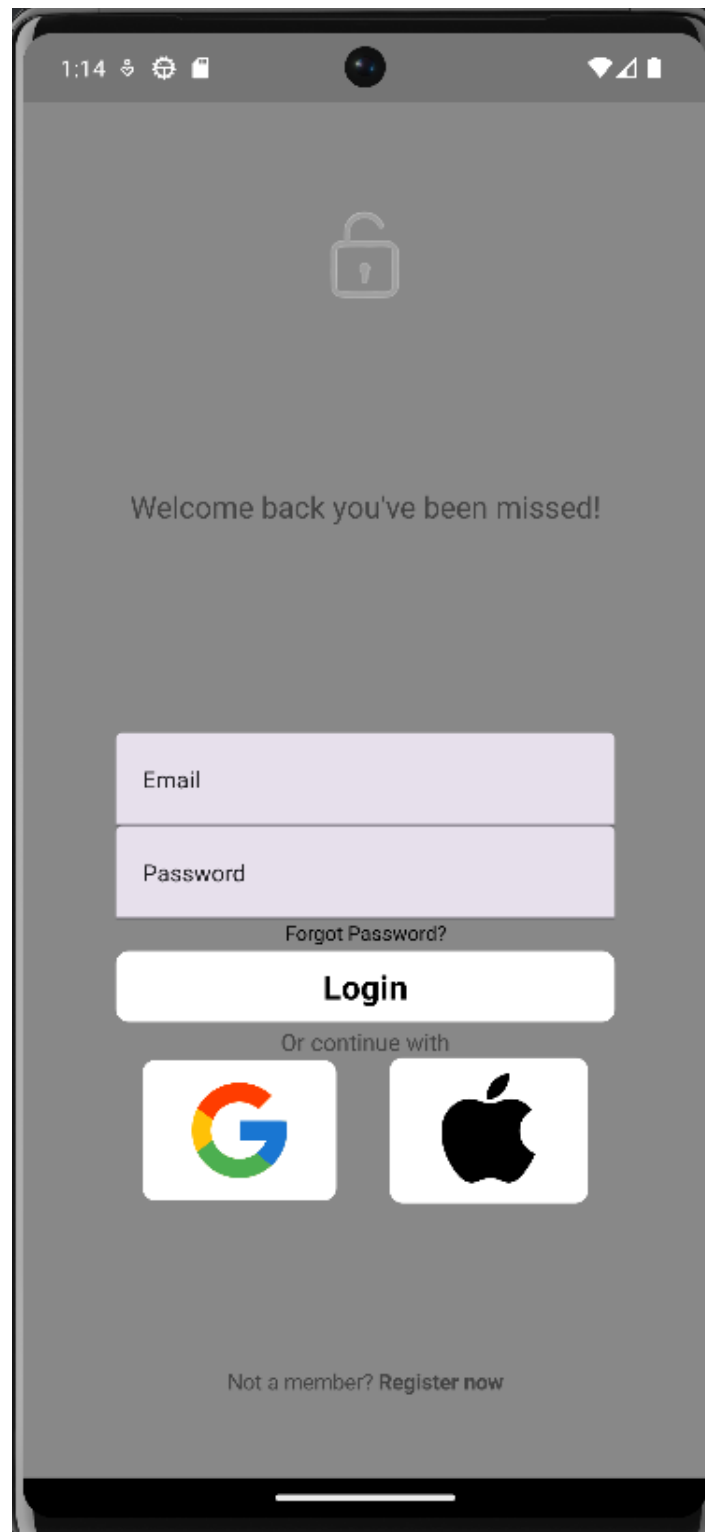 1:14
Welcome back you've been missed!
Email
Password
Forgot Password?
Login
Or continue with
Not a member? Register now